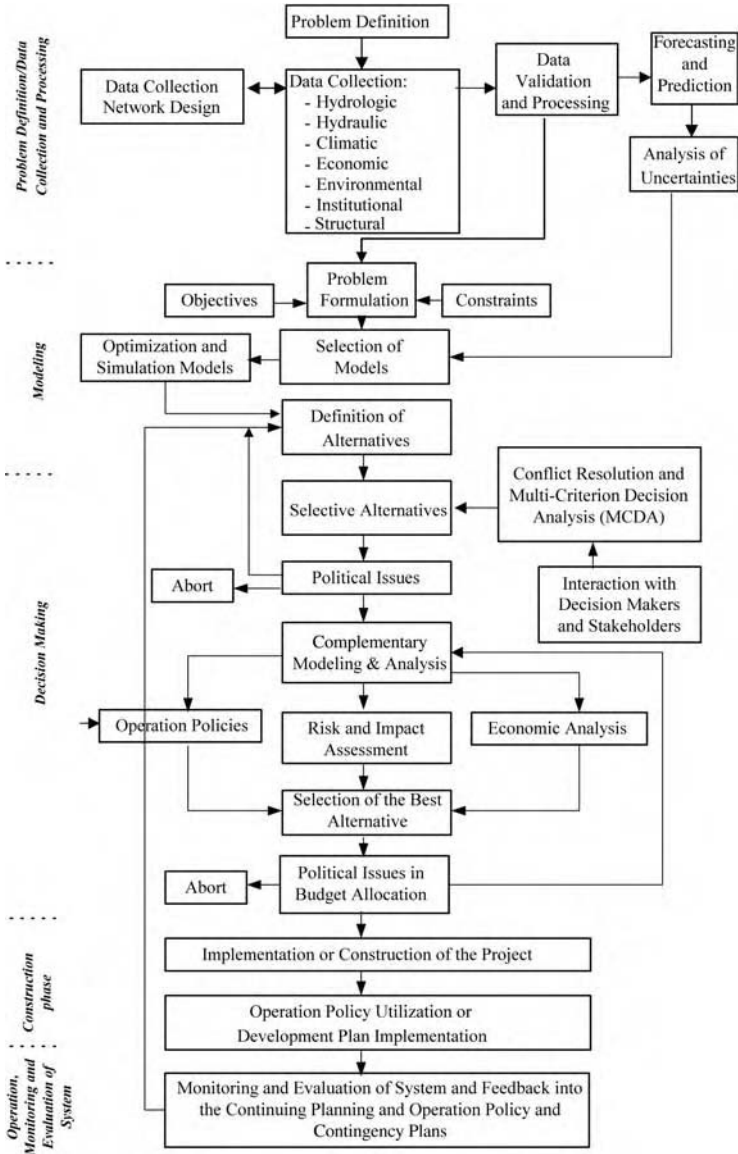 Problem Definition/Data
Collection and Processing
Problem Definition
Data Collection
Network Design
Data Collection:
- Hydrologic
- Hydraulic
- Climatic
- Economic
- Environmental
- Institutional
- Structural
Data
Validation
and Processing
Forecasting
and
Prediction
Analysis of
Uncertainties
Modeling
Objectives
Problem
Formulation
Constraints
Optimization and
Simulation Models
Selection of
Models
Definition of
Alternatives
Decision Making
Selective Alternatives
Conflict Resolution and
Multi-Criterion Decision
Analysis (MCDA)
Interaction with
Decision Makers
and Stakeholders
Abort
Political Issues
Complementary
Modeling & Analysis
Operation Policies
Risk and Impact
Assessment
Economic Analysis
Selection of the Best
Alternative
Abort
Political Issues in
Budget Allocation
Construction
phase
Implementation or Construction of the Project
Operation Policy Utilization or
Development Plan Implementation
Operation,
Monitoring and
Evaluation of
System
Monitoring and Evaluation of System and Feedback into
the Continuing Planning and Operation Policy and
Contingency Plans